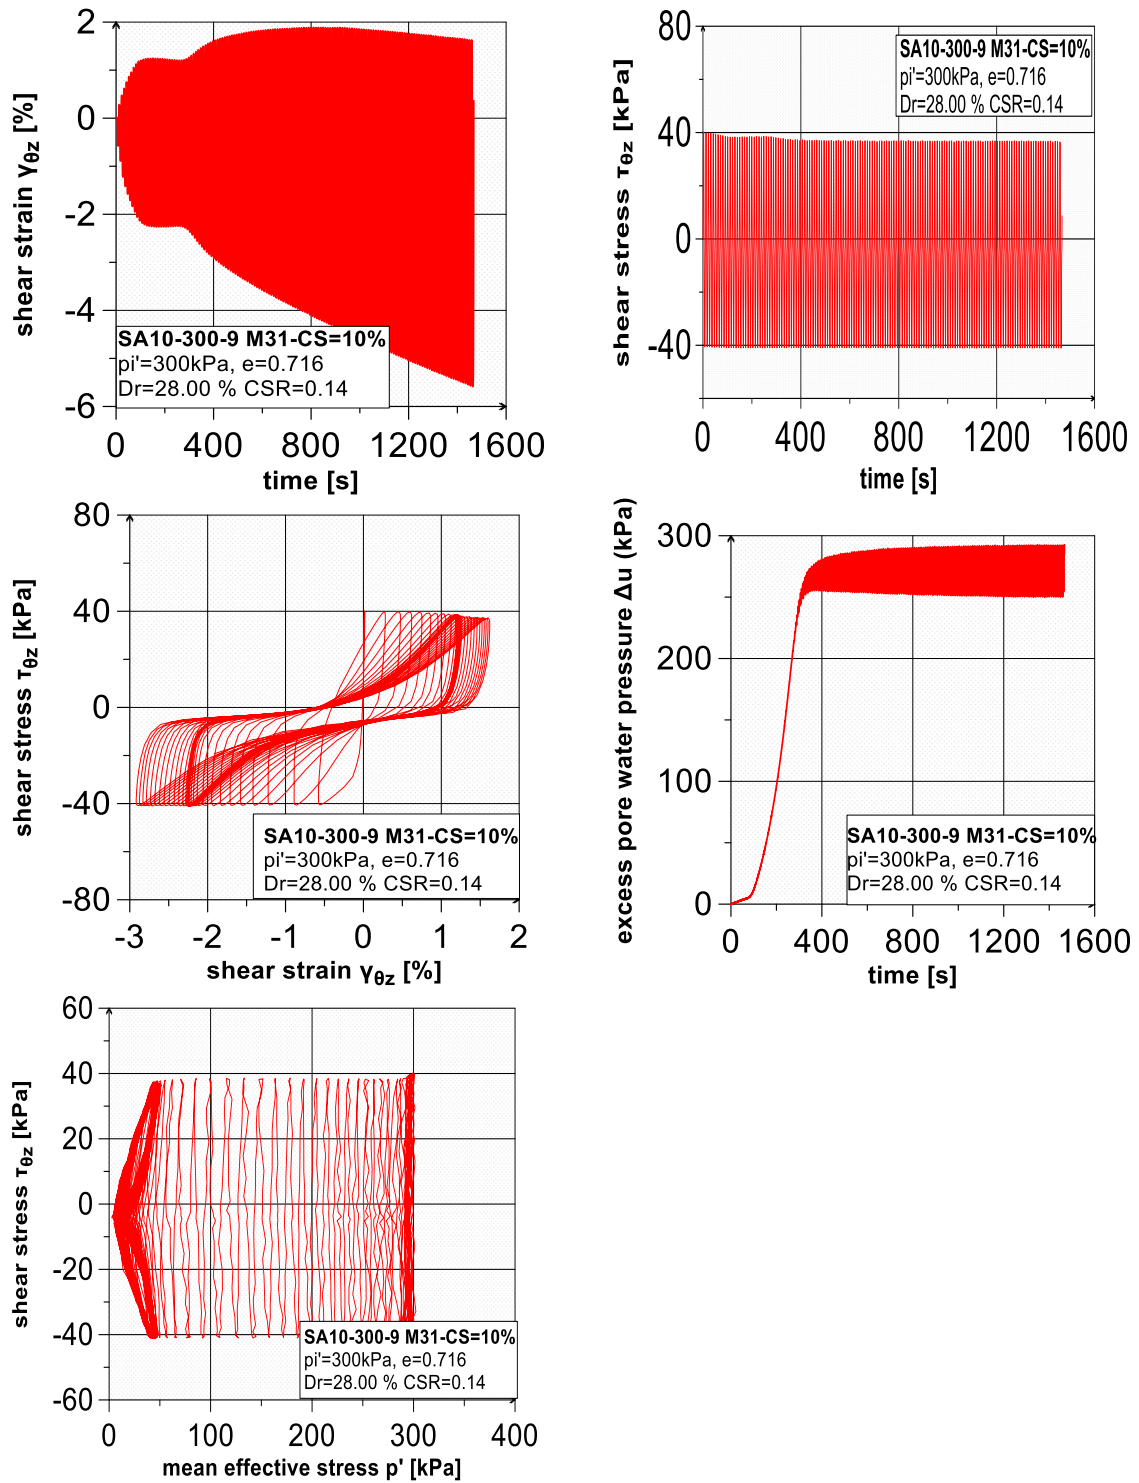 2
0
-2
-4
-6
shear strain γθz [%]
SA10-300-9 M31-CS=10%
pi'=300kPa, e=0.716
Dr=28.00 % CSR=0.14
0 400 800 1200 1600
time [s]
80
40
0
-40
shear stress τθz [kPa]
SA10-300-9 M31-CS=10%
pi'=300kPa, e=0.716
Dr=28.00 % CSR=0.14
0 400 800 1200 1600
time [s]
80
40
0
-40
-80
shear stress τθz [kPa]
SA10-300-9 M31-CS=10%
pi'=300kPa, e=0.716
Dr=28.00 % CSR=0.14
-3 -2 -1 0 1 2
shear strain γθz [%]
300
200
100
0
excess pore water pressure Δu (kPa)
SA10-300-9 M31-CS=10%
pi'=300kPa, e=0.716
Dr=28.00 % CSR=0.14
0 400 800 1200 1600
time [s]
60
40
20
0
-20
-40
-60
shear stress τθz [kPa]
SA10-300-9 M31-CS=10%
pi'=300kPa, e=0.716
Dr=28.00 % CSR=0.14
0 100 200 300 400
mean effective stress p' [kPa]